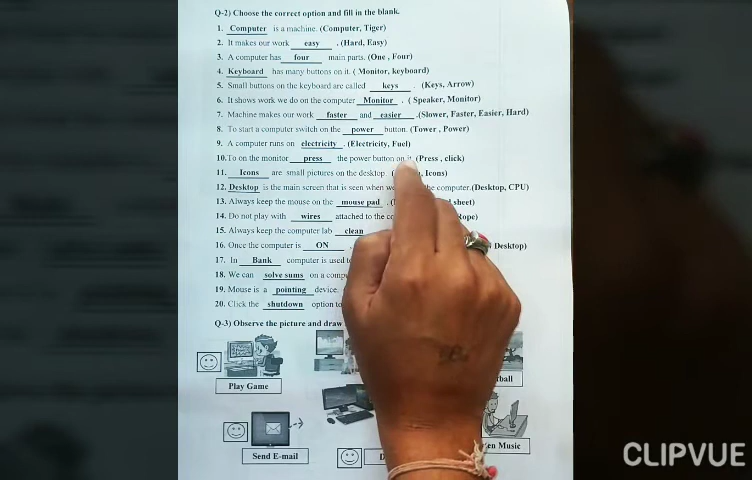 Q-2) Choose the correct option and fill in the blank.
1. Computer is a machine. (Computer, Tiger)
2. It makes our work easy . (Hard, Easy)
3. A computer has four main parts. (One , Four)
4. Keyboard has many buttons on it. ( Monitor, keyboard)
5. Small buttons on the keyboard are called keys . (Keys, Arrow)
6. It shows work we do on the computer Monitor . ( Speaker, Monitor)
7. Machine makes our work faster and easier .(Slower, Faster, Easier, Hard)
8. To start a computer switch on the power button. (Tower , Power)
9. A computer runs on electricity . (Electricity, Fuel)
10.To on the monitor press the power button on it. (Press , click)
11. Icons are small pictures on the desktop. Icons)
12. Desktop is the main screen that is seen when the computer.(Desktop, CPU)
13. Always keep the mouse on the mouse pad . sheet)
14. Do not play with wires attached to the
15. Always keep the computer lab clean
16. Once the computer is ON Desktop)
17. In Bank computer is used
18. We can solve sums on a
19. Mouse is a pointing device.
20. Click the shutdown option
Q-3) Observe the picture and draw
Play Game
Send E-mail
Music
CLIPVUE